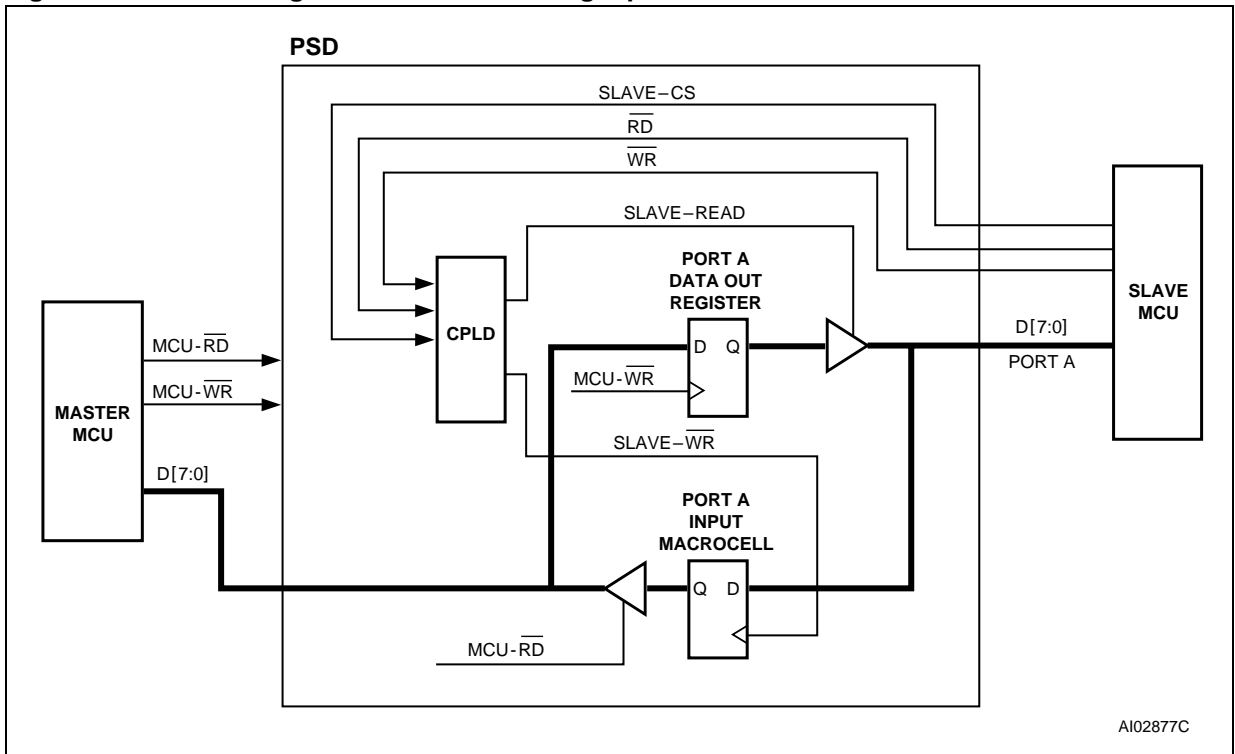 PSD
SLAVE–CS
RD
WR
SLAVE–READ
PORT A
DATA OUT
REGISTER
SLAVE
MCU
CPLD
D[7:0]
PORT A
D Q
MCU-RD
MCU-WR
MCU-WR
MASTER
MCU
SLAVE–WR
D[7:0]
PORT A
INPUT
MACROCELL
Q D
MCU-RD
AI02877C